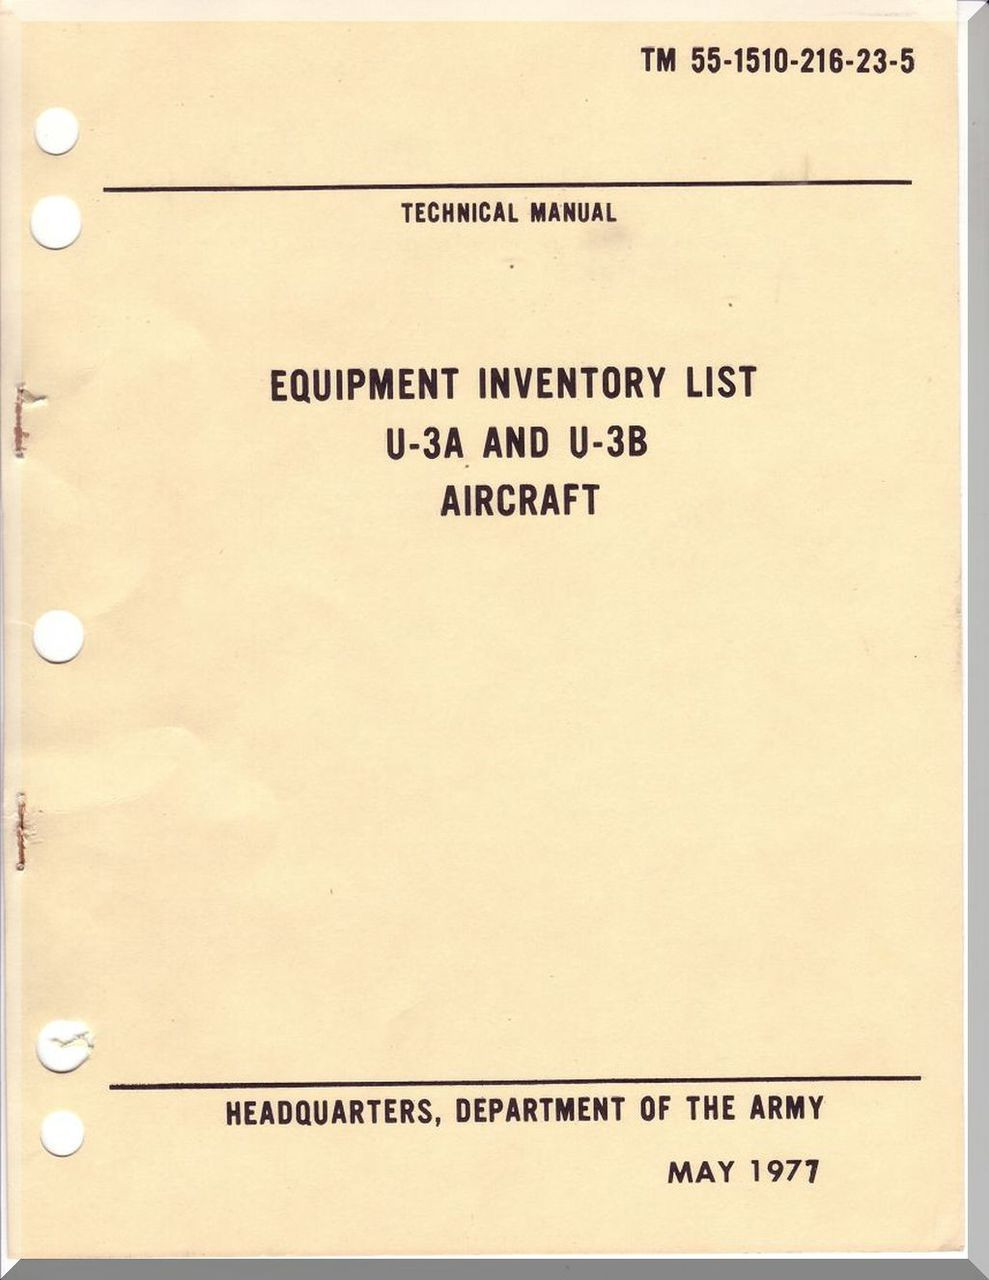 TM 55-1510-216-23-5
TECHNICAL MANUAL
EQUIPMENT INVENTORY LIST
U-3A AND U-3B
AIRCRAFT
HEADQUARTERS, DEPARTMENT OF THE ARMY
MAY 1977